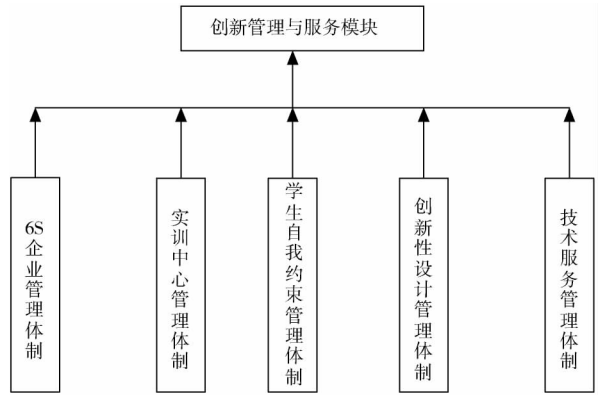 创新管理与服务模块
6S企业管理体制
实训中心管理体制
学生自我约束管理体制
创新性设计管理体制
技术服务管理体制